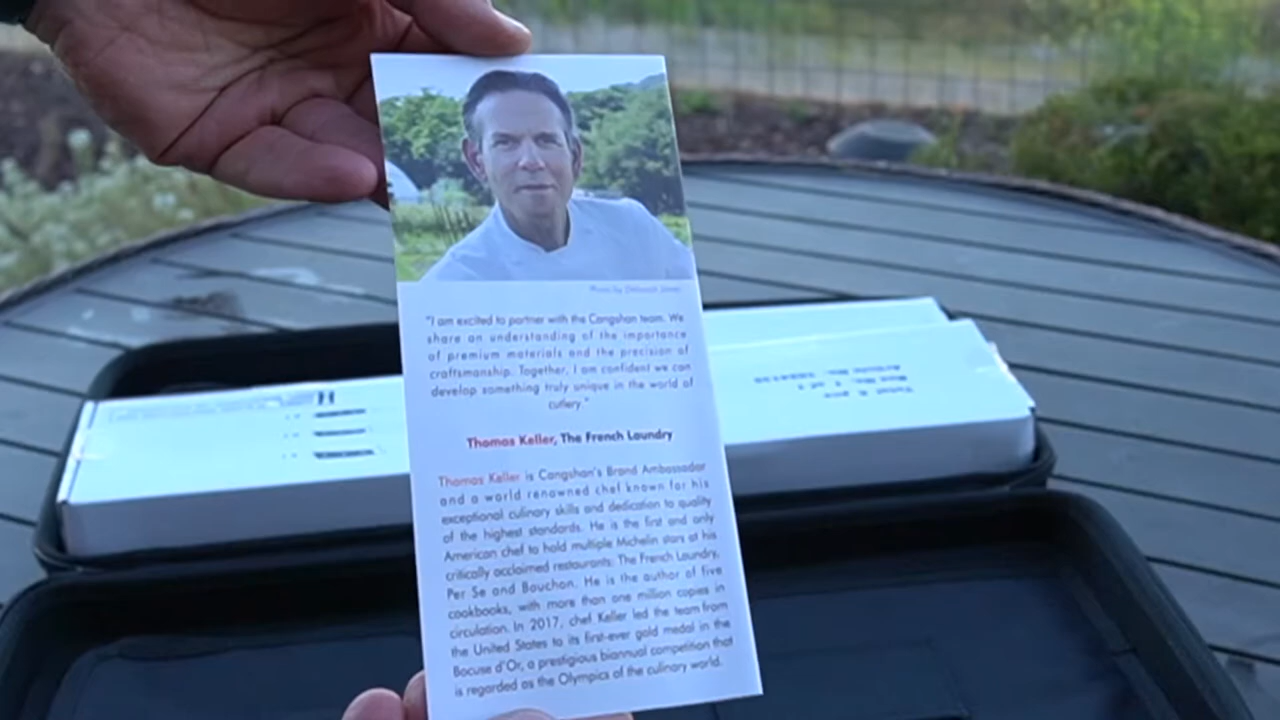 Photo by Deborah Jones
"I am excited to partner with the Cangshan team. We
share an understanding of the importance
of premium materials and the precision of
craftsmanship. Together, I am confident we can
develop something truly unique in the world of
cutlery."
Thomas Keller, The French Laundry
Thomas Keller is Cangshan's Brand Ambassador
and a world renowned chef known for his
exceptional culinary skills and dedication to quality
of the highest standards. He is the first and only
American chef to hold multiple Michelin stars at his
critically acclaimed restaurants: The French Laundry,
Per Se and Bouchon. He is the author of five
cookbooks, with more than one million copies in
circulation. In 2017, chef Keller led the team from
the United States to its first-ever gold medal in the
Bocuse d'Or, a prestigious biannual competition that
is regarded as the Olympics of the culinary world.
H